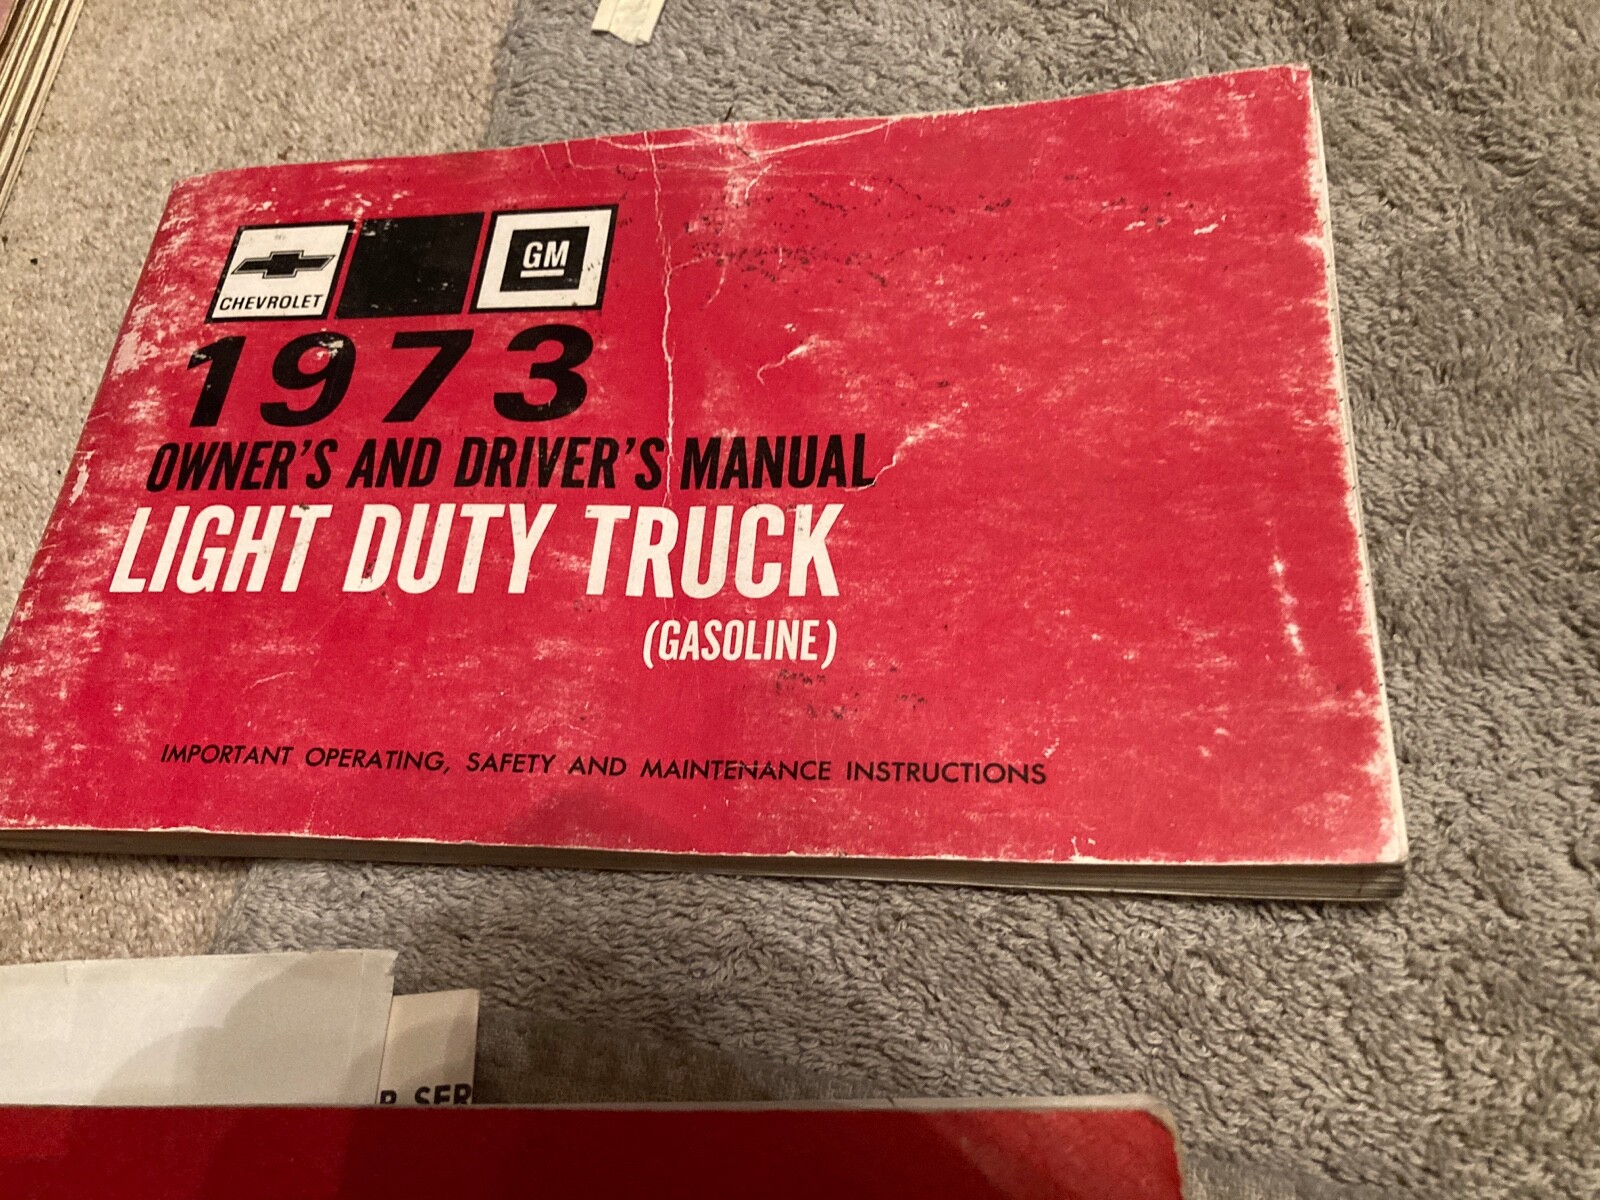 CHEVROLET
GM
1973
OWNER'S AND DRIVER'S MANUAL
LIGHT DUTY TRUCK
(GASOLINE)
IMPORTANT OPERATING, SAFETY AND MAINTENANCE INSTRUCTIONS